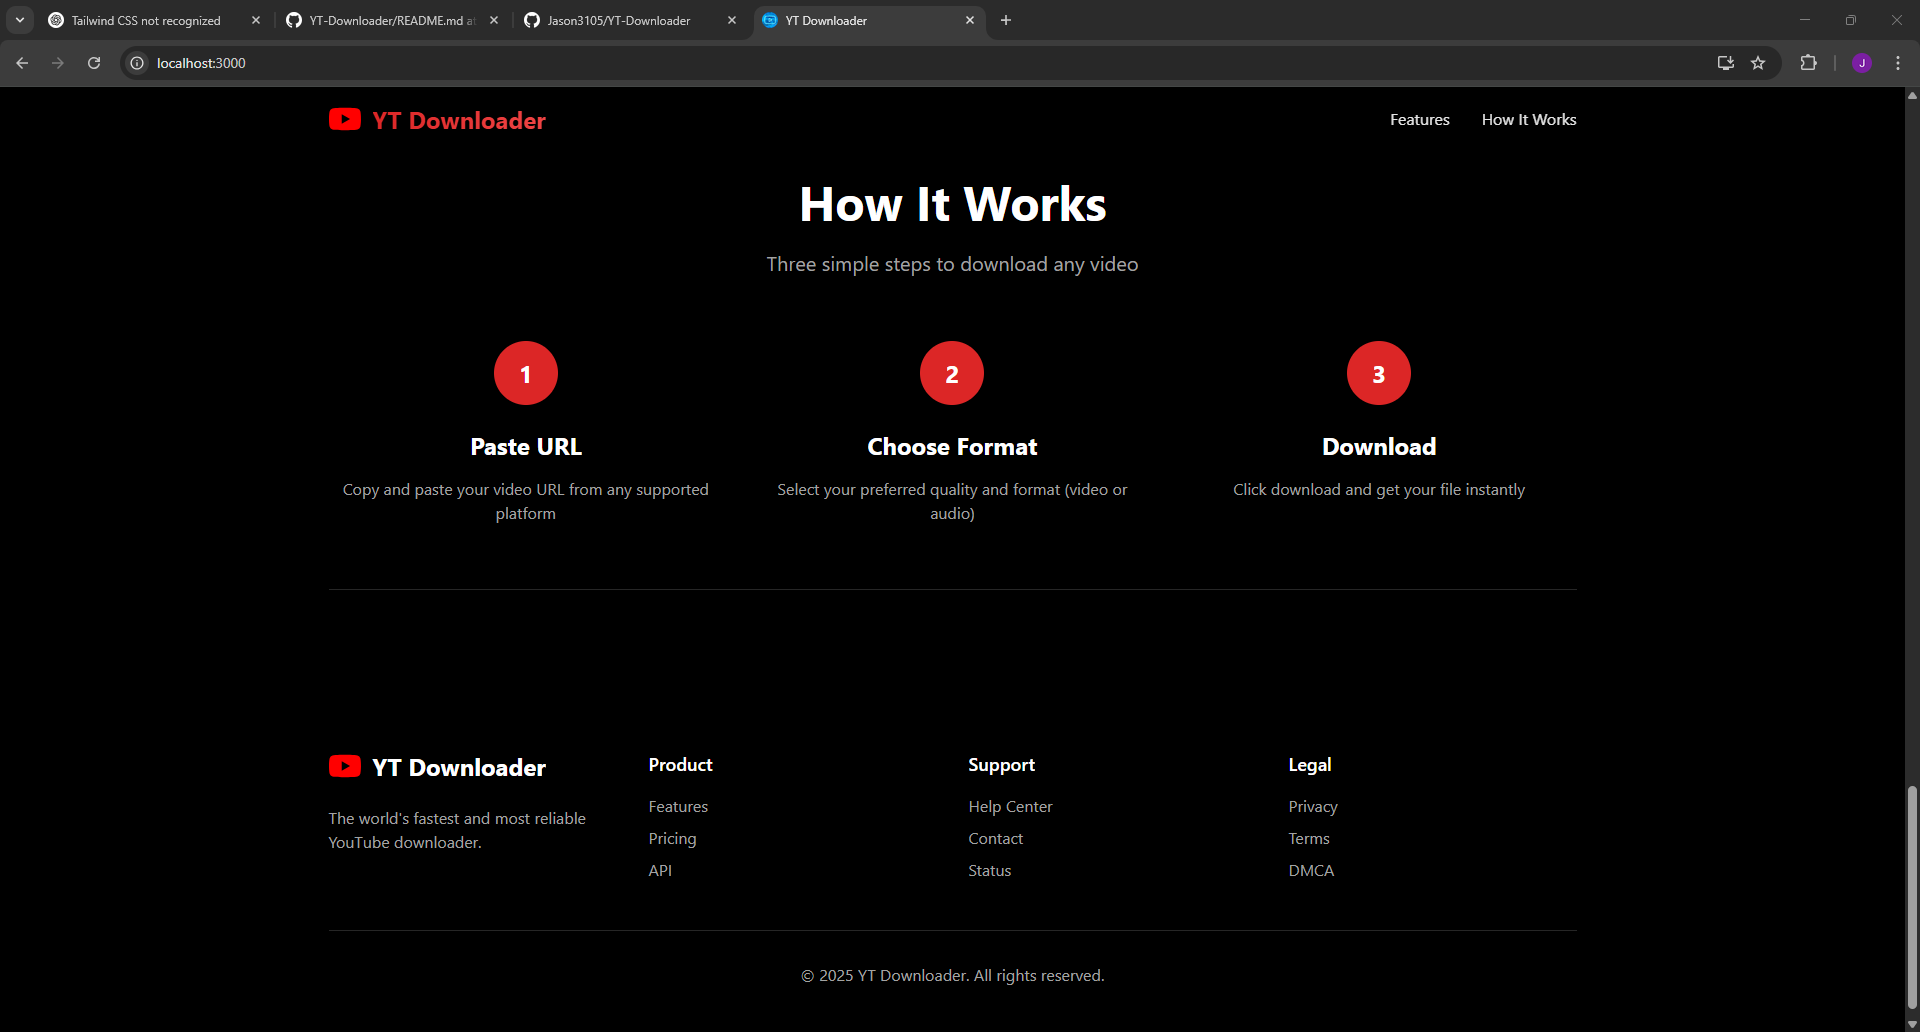 Tailwind CSS not recognized
YT-Downloader/README.md at
Jason3105/YT-Downloader
YT Downloader
localhost:3000
J
YT Downloader
Features
How It Works
How It Works
Three simple steps to download any video
1
2
3
Paste URL
Choose Format
Download
Copy and paste your video URL from any supported
platform
Select your preferred quality and format (video or
audio)
Click download and get your file instantly
YT Downloader
The world's fastest and most reliable
YouTube downloader.
Product
Features
Pricing
API
Support
Help Center
Contact
Status
Legal
Privacy
Terms
DMCA
© 2025 YT Downloader. All rights reserved.